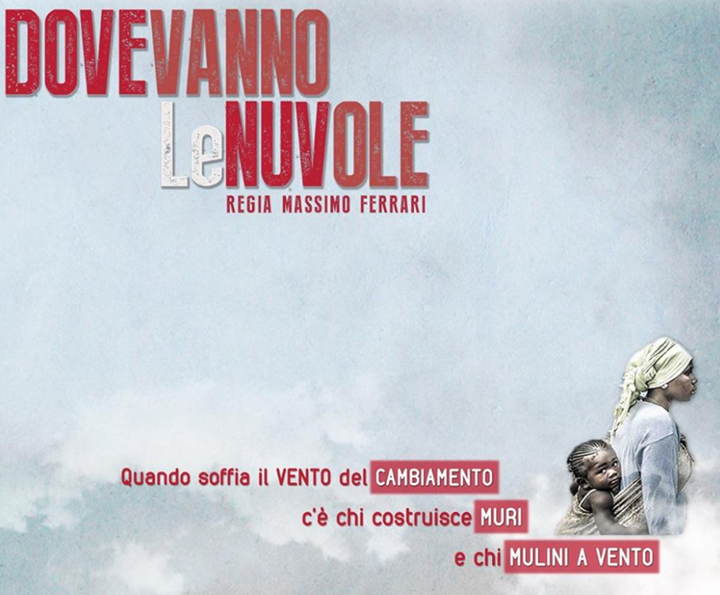 DOVEVANNO
LeNUVOLE
REGIA MASSIMO FERRARI
Quando soffia il VENTO del CAMBIAMENTO
c'è chi costruisce MURI
e chi MULINI A VENTO